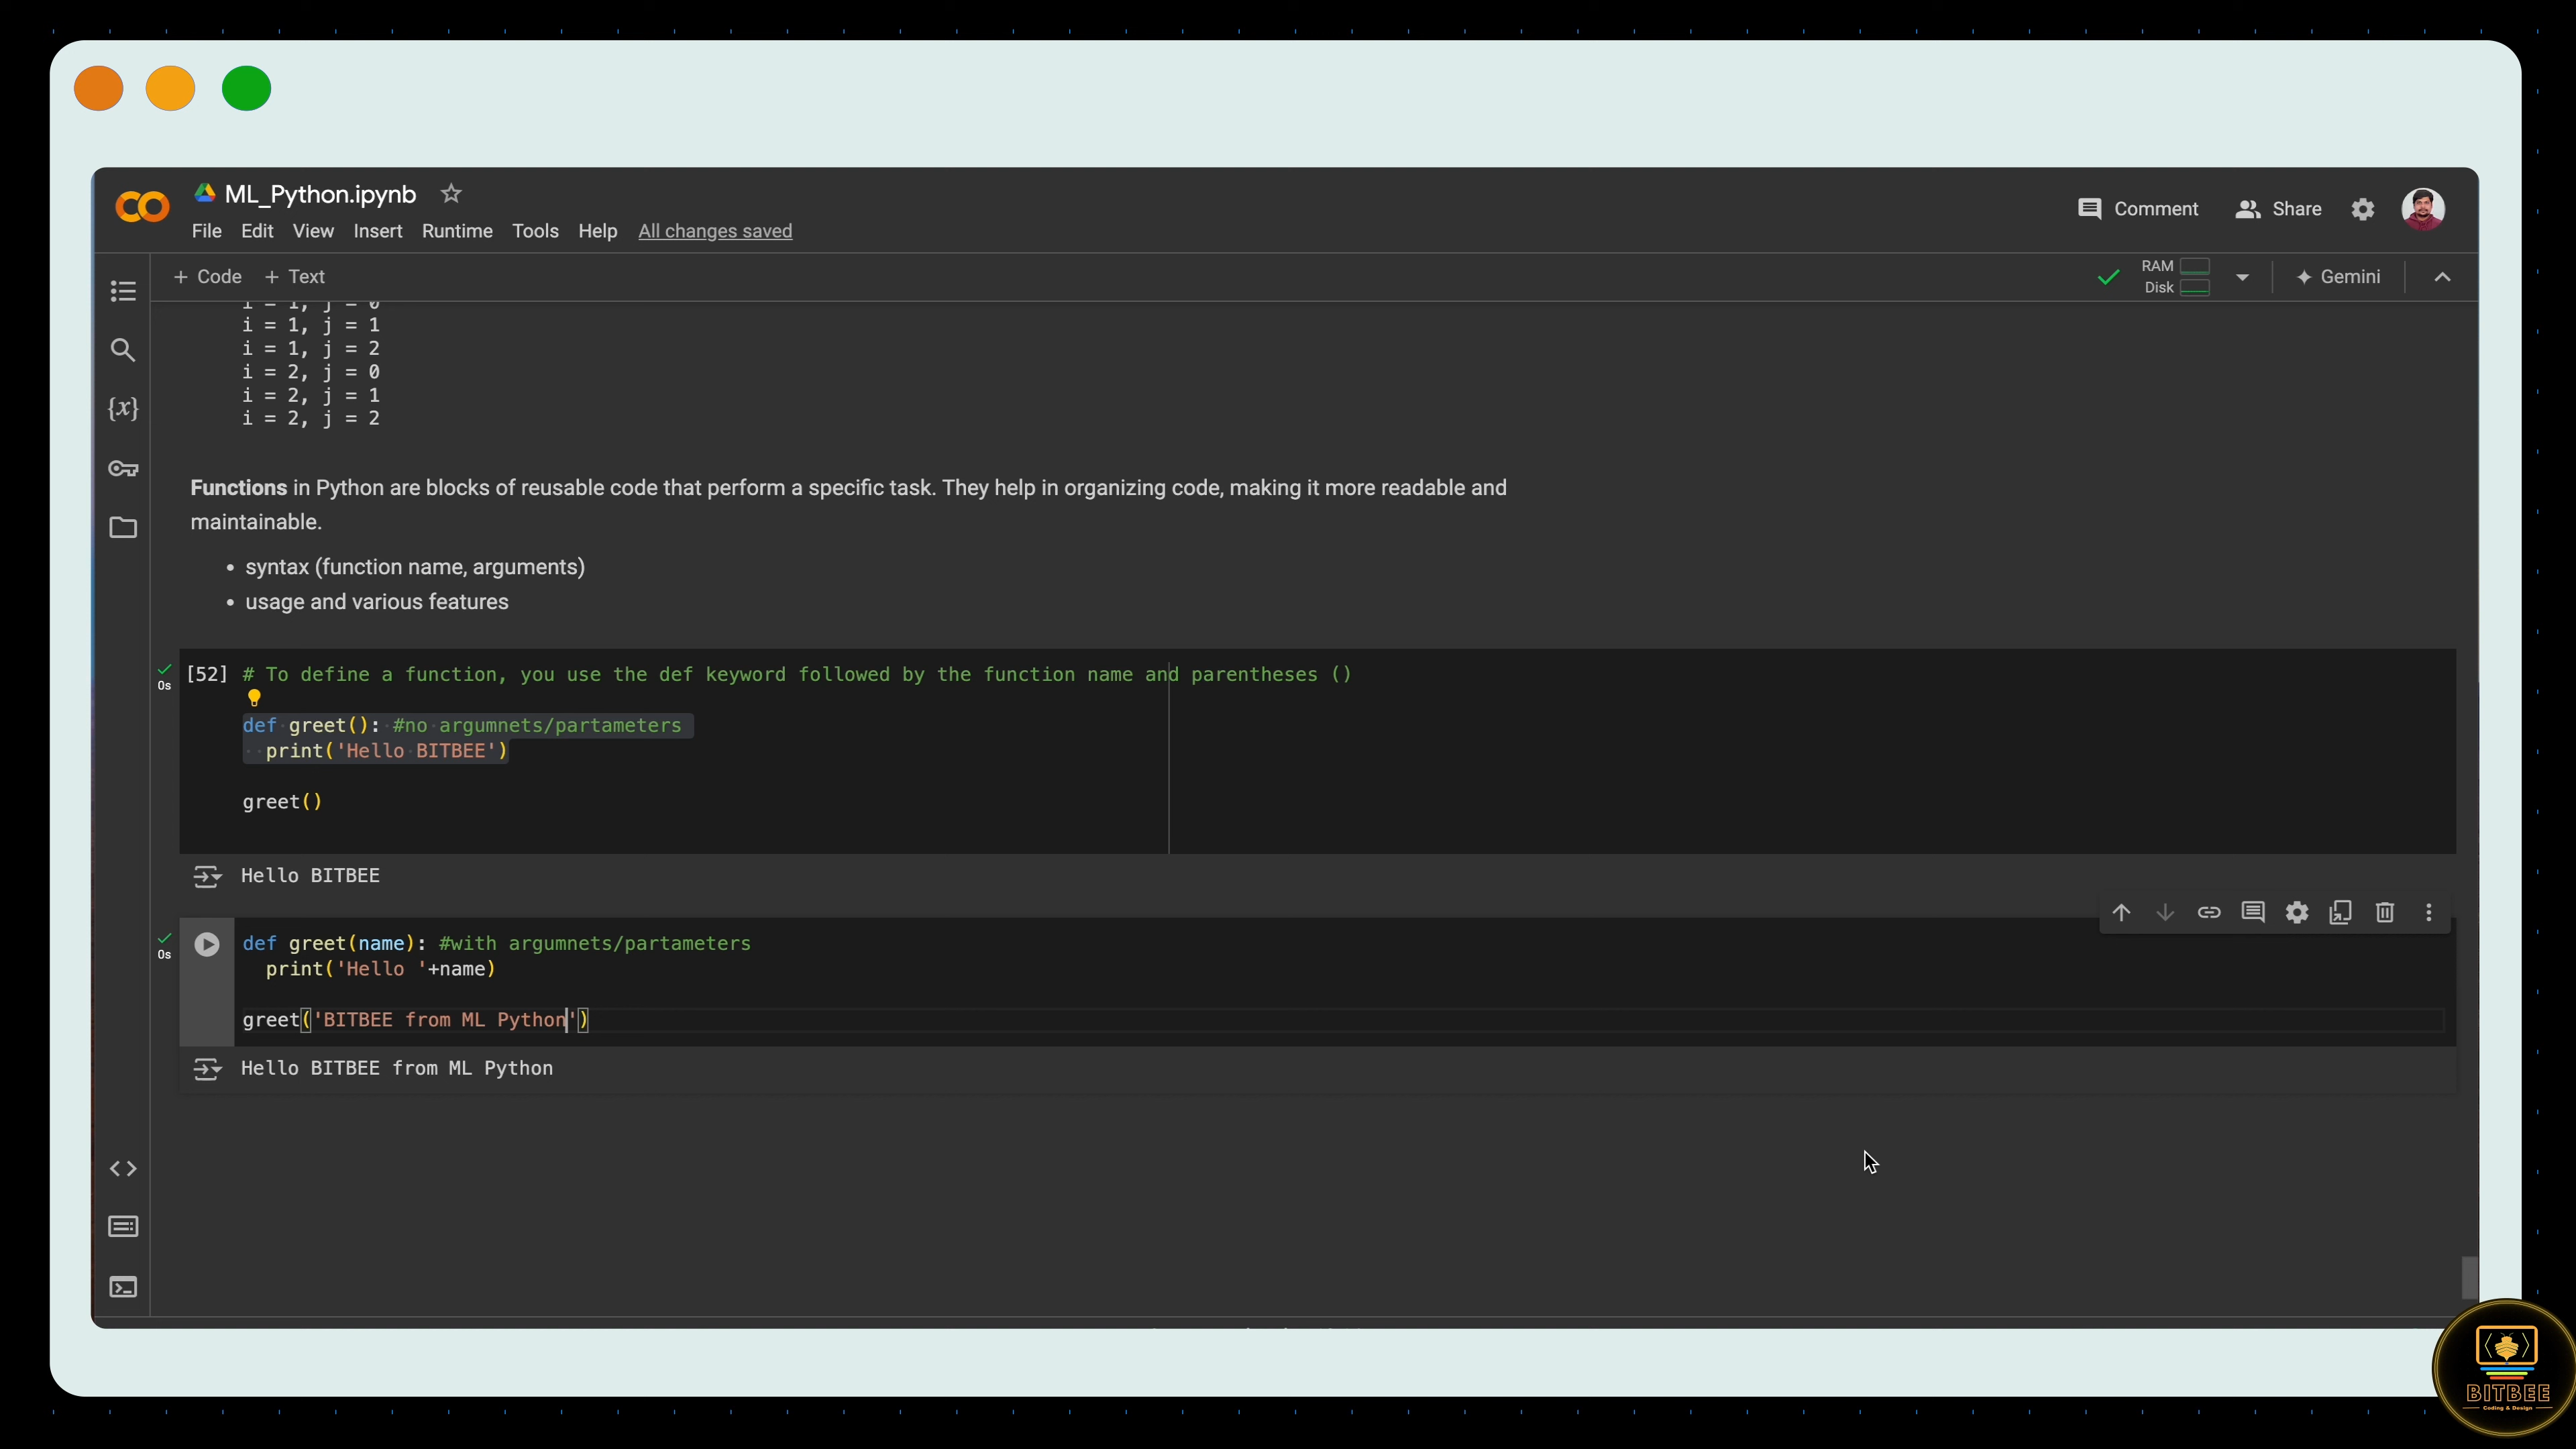 ML_Python.ipynb
File Edit View Insert Runtime Tools Help All changes saved
Comment
Share
+ Code + Text
RAM
Disk
Gemini
i = 1, j = 0
i = 1, j = 1
i = 1, j = 2
i = 2, j = 0
i = 2, j = 1
i = 2, j = 2
{x}
Functions in Python are blocks of reusable code that perform a specific task. They help in organizing code, making it more readable and
maintainable.
• syntax (function name, arguments)
• usage and various features
0s
[52] # To define a function, you use the def keyword followed by the function name and parentheses ()
def greet(): #no argumnets/partameters
print('Hello BITBEE')
greet()
Hello BITBEE
0s
def greet(name): #with argumnets/partameters
print('Hello '+name)
greet('BITBEE from ML Python')
Hello BITBEE from ML Python
BITBEE
Coding & Design